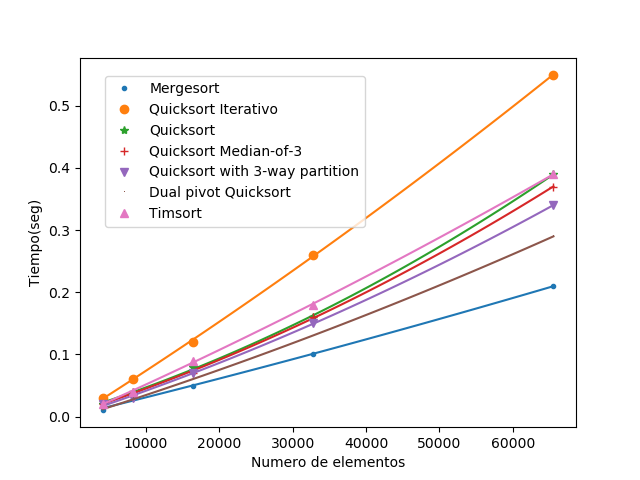 Mergesort
Quicksort Iterativo
Quicksort
Quicksort Median-of-3
Quicksort with 3-way partition
Dual pivot Quicksort
Timsort
0.5
0.4
0.3
0.2
0.1
0.0
Tiempo(seg)
10000 20000 30000 40000 50000 60000
Numero de elementos